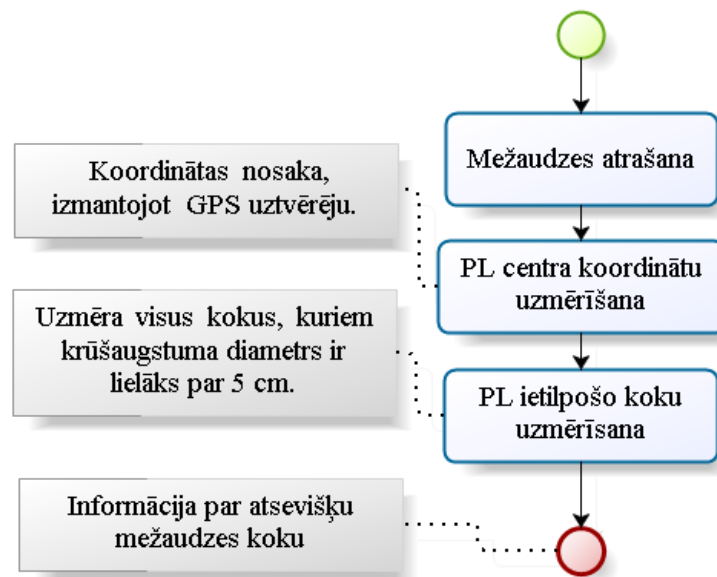 Mežaudzes atrašana
Koordinātas nosaka,
izmantojot GPS uztvērēju.
PL centra koordinātu
uzmērīšana
Uzmēra visus kokus, kuriem
krūšaugstuma diametrs ir
lielāks par 5 cm.
PL ietilpošo koku
uzmērīsana
Informācija par atsevišķu
mežaudzes koku